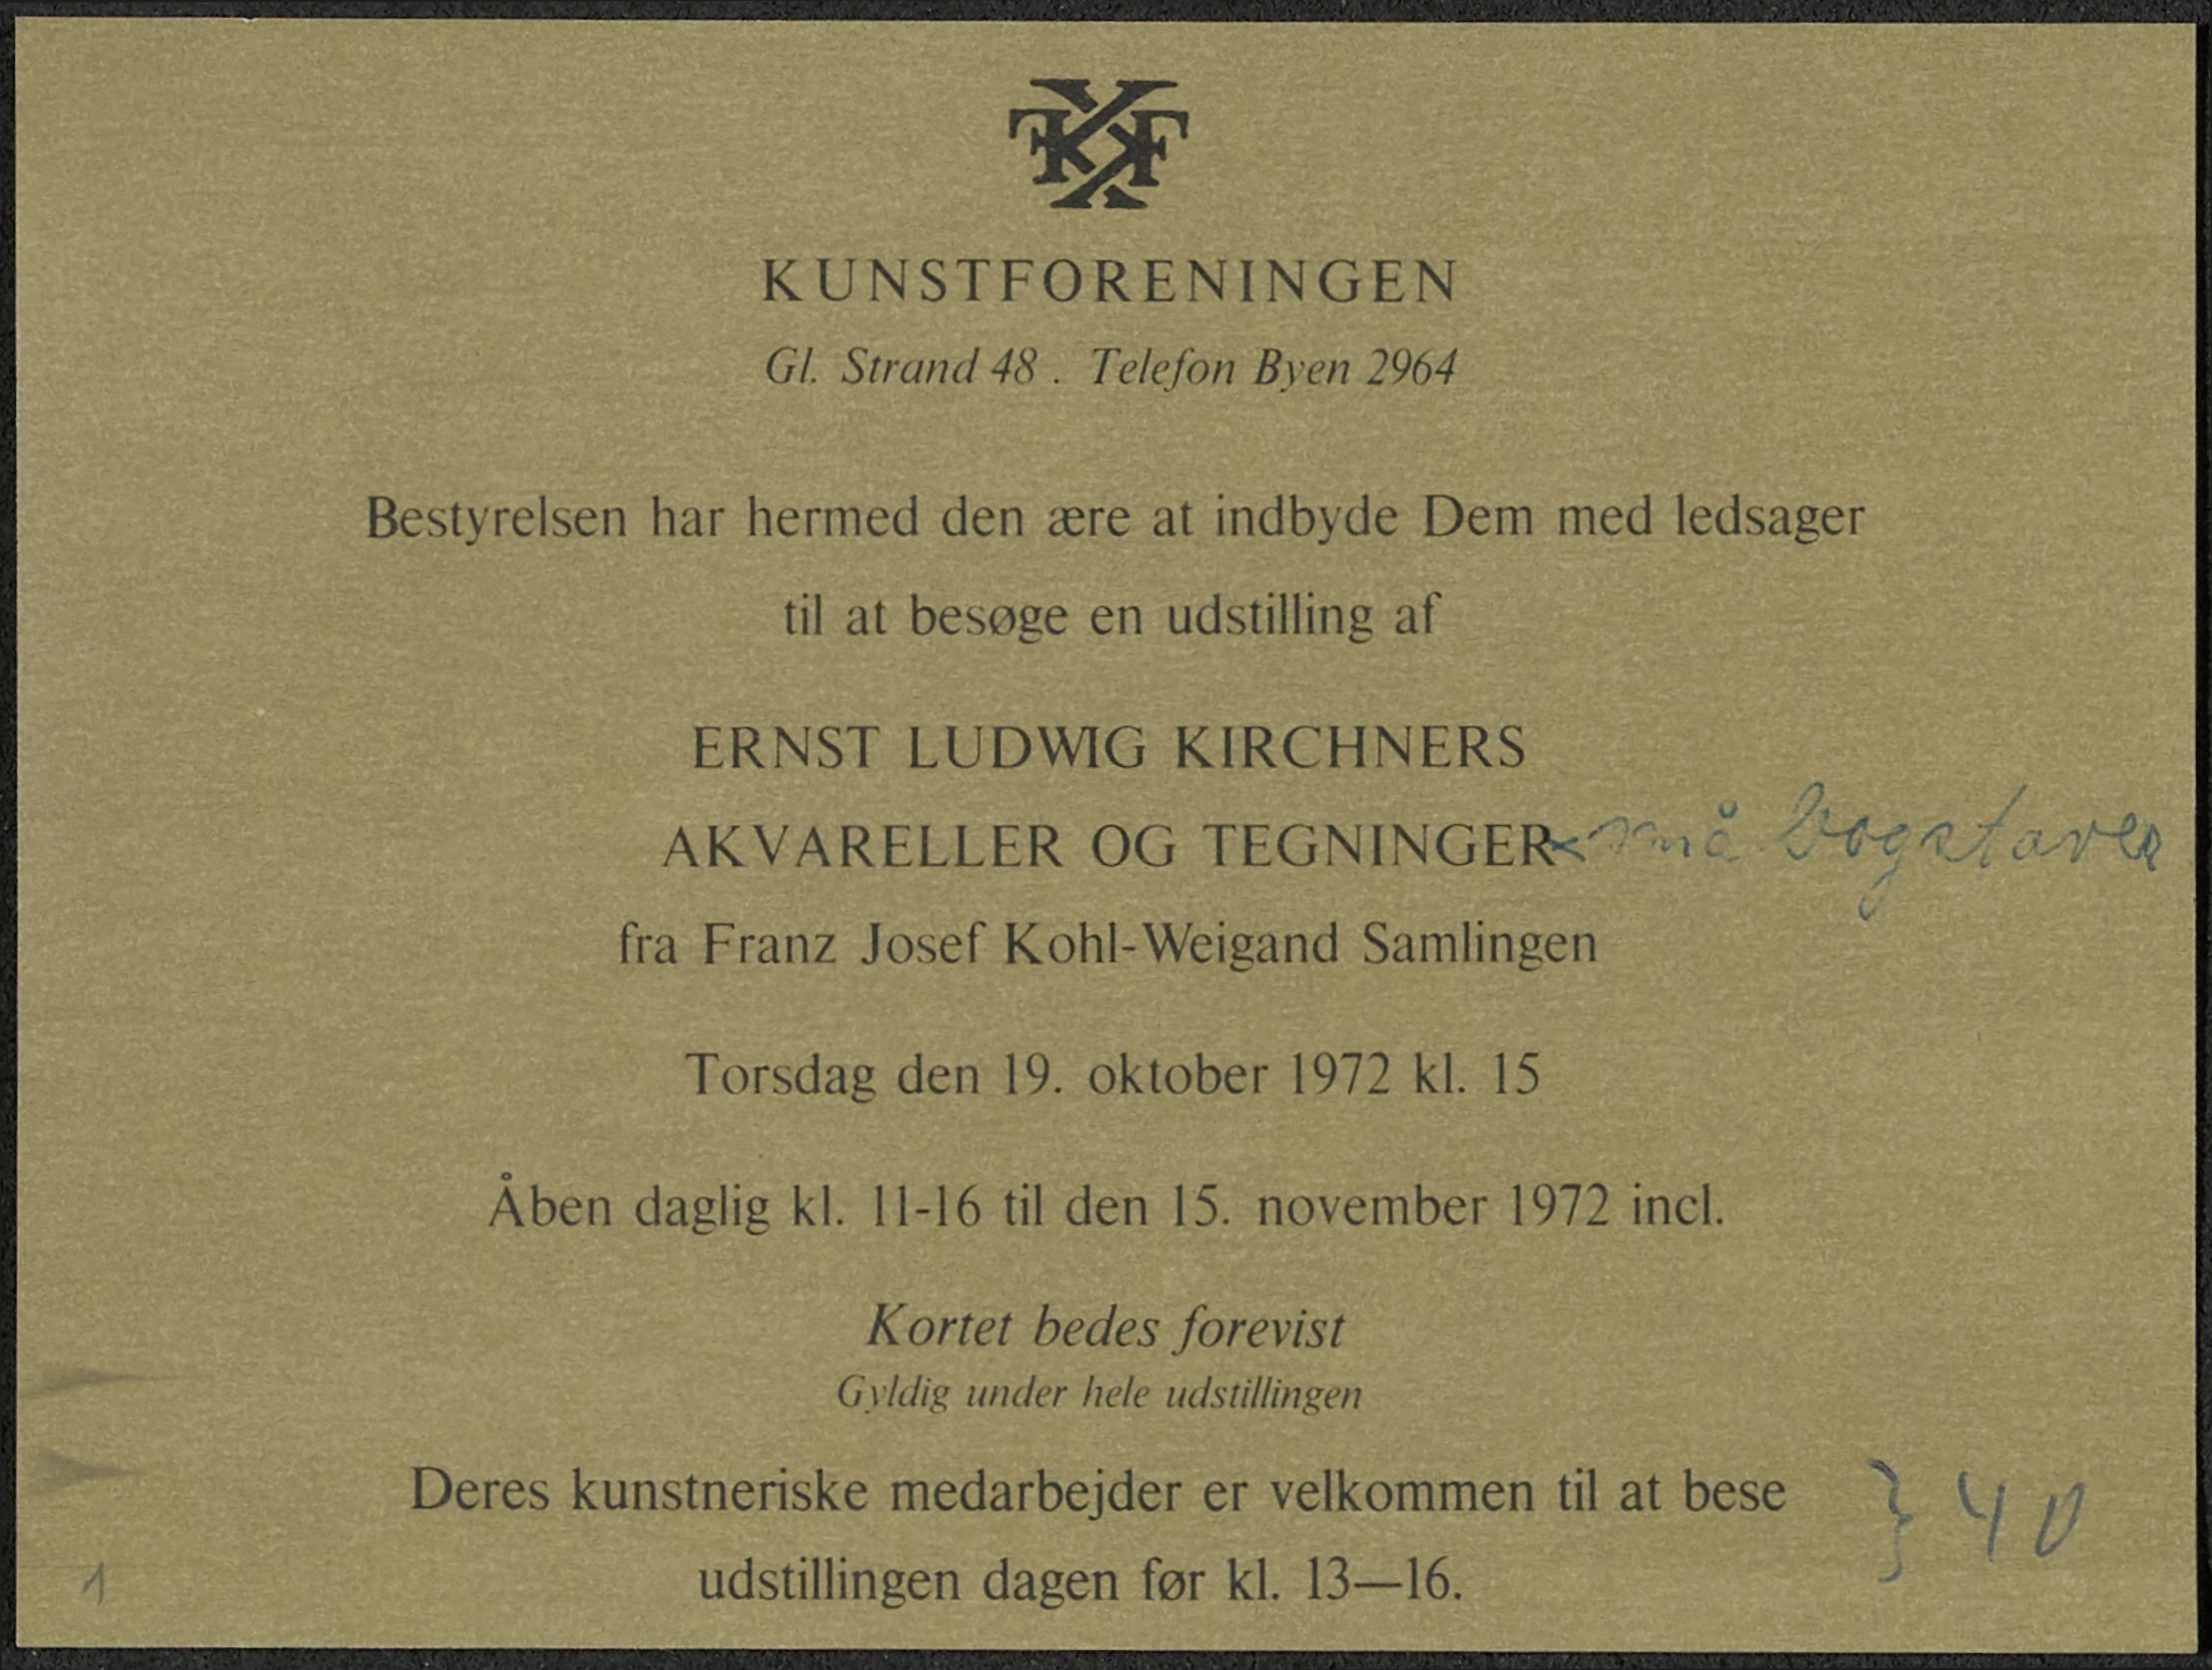 KUNSTFORENINGEN
Gl. Strand 48 . Telefon Byen 2964
Bestyrelsen har hermed den ære at indbyde Dem med ledsager
til at besøge en udstilling af
ERNST LUDWIG KIRCHNERS
AKVARELLER OG TEGNINGER små bogstaver
fra Franz Josef Kohl-Weigand Samlingen
Torsdag den 19. oktober 1972 kl. 15
Åben daglig kl. 11-16 til den 15. november 1972 incl.
Kortet bedes forevist
Gyldig under hele udstillingen
Deres kunstneriske medarbejder er velkommen til at bese
udstillingen dagen før kl. 13—16.
} 40
1